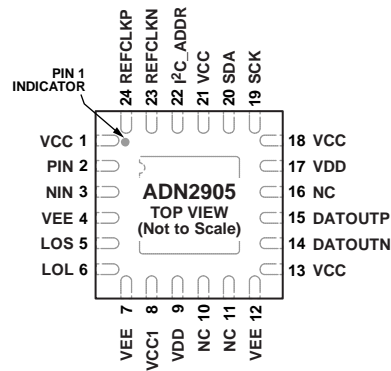 24 REFCLKP
23 REFCLKN
22 I²C_ADDR
21 VCC
20 SDA
19 SCK
PIN 1
INDICATOR
VCC 1
PIN 2
NIN 3
VEE 4
LOS 5
LOL 6
ADN2905
TOP VIEW
(Not to Scale)
18 VCC
17 VDD
16 NC
15 DATOUTP
14 DATOUTN
13 VCC
VEE 7
VCC1 8
VDD 9
NC 10
NC 11
VEE 12